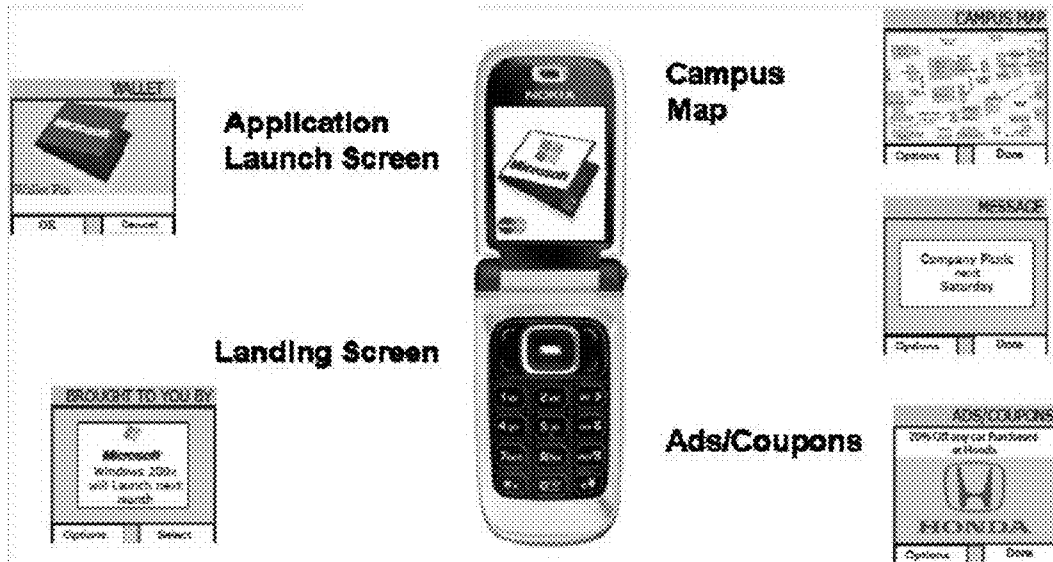 WALLET
OK
Cancel
Application
Launch Screen
Landing Screen
BROUGHT TO YOU BY
Microsoft
Windows 200x
will Launch next
month
Options
Select
Campus
Map
CAMPUS MAP
Options
Done
MESSAGE
Company Picnic
next
Saturday
Options
Done
Ads/Coupons
ADS/COUPONS
20% Off any car Purchased
at Honda
HONDA
Options
Done